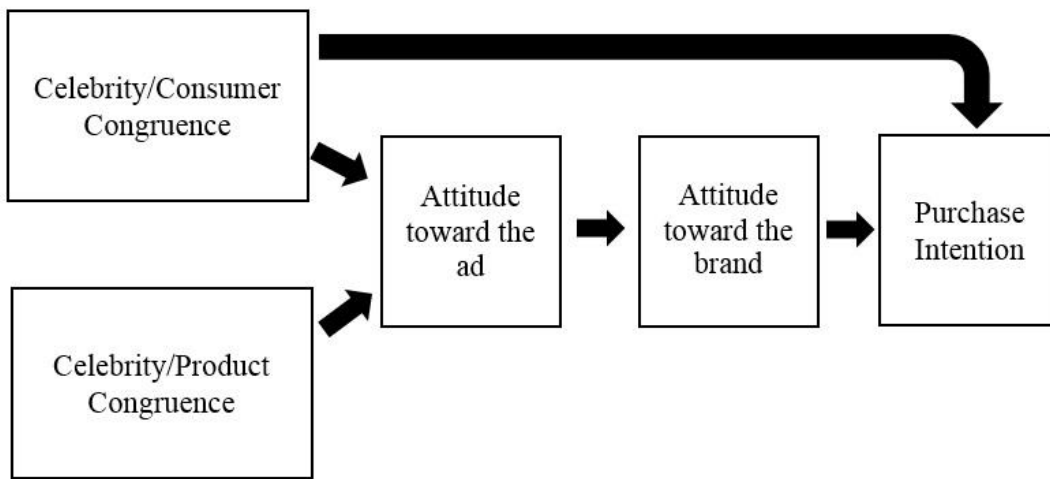 Celebrity/Consumer
Congruence
Celebrity/Product
Congruence
Attitude
toward the
ad
Attitude
toward the
brand
Purchase
Intention